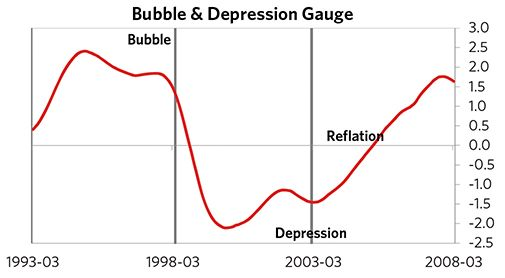 Bubble & Depression Gauge
3.0
Bubble
2.5
2.0
1.5
1.0
Reflation
0.5
0.0
-0.5
-1.0
-1.5
-2.0
Depression
-2.5
1993-03 1998-03 2003-03 2008-03